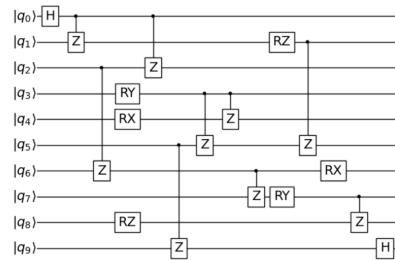 |q0⟩ H
|q1⟩ Z RZ
|q2⟩ Z
|q3⟩ RY
|q4⟩ RX Z
|q5⟩ Z Z
|q6⟩ Z RX
|q7⟩ Z RY
|q8⟩ RZ Z
|q9⟩ Z H